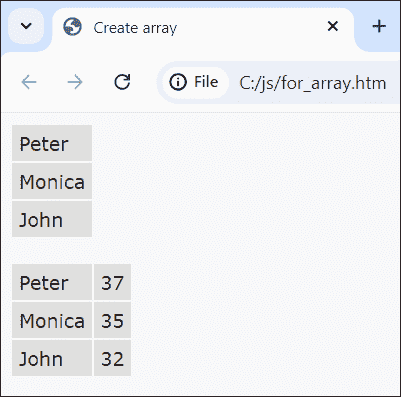 Create array
File C:/js/for_array.htm
Peter
Monica
John
Peter 37
Monica 35
John 32